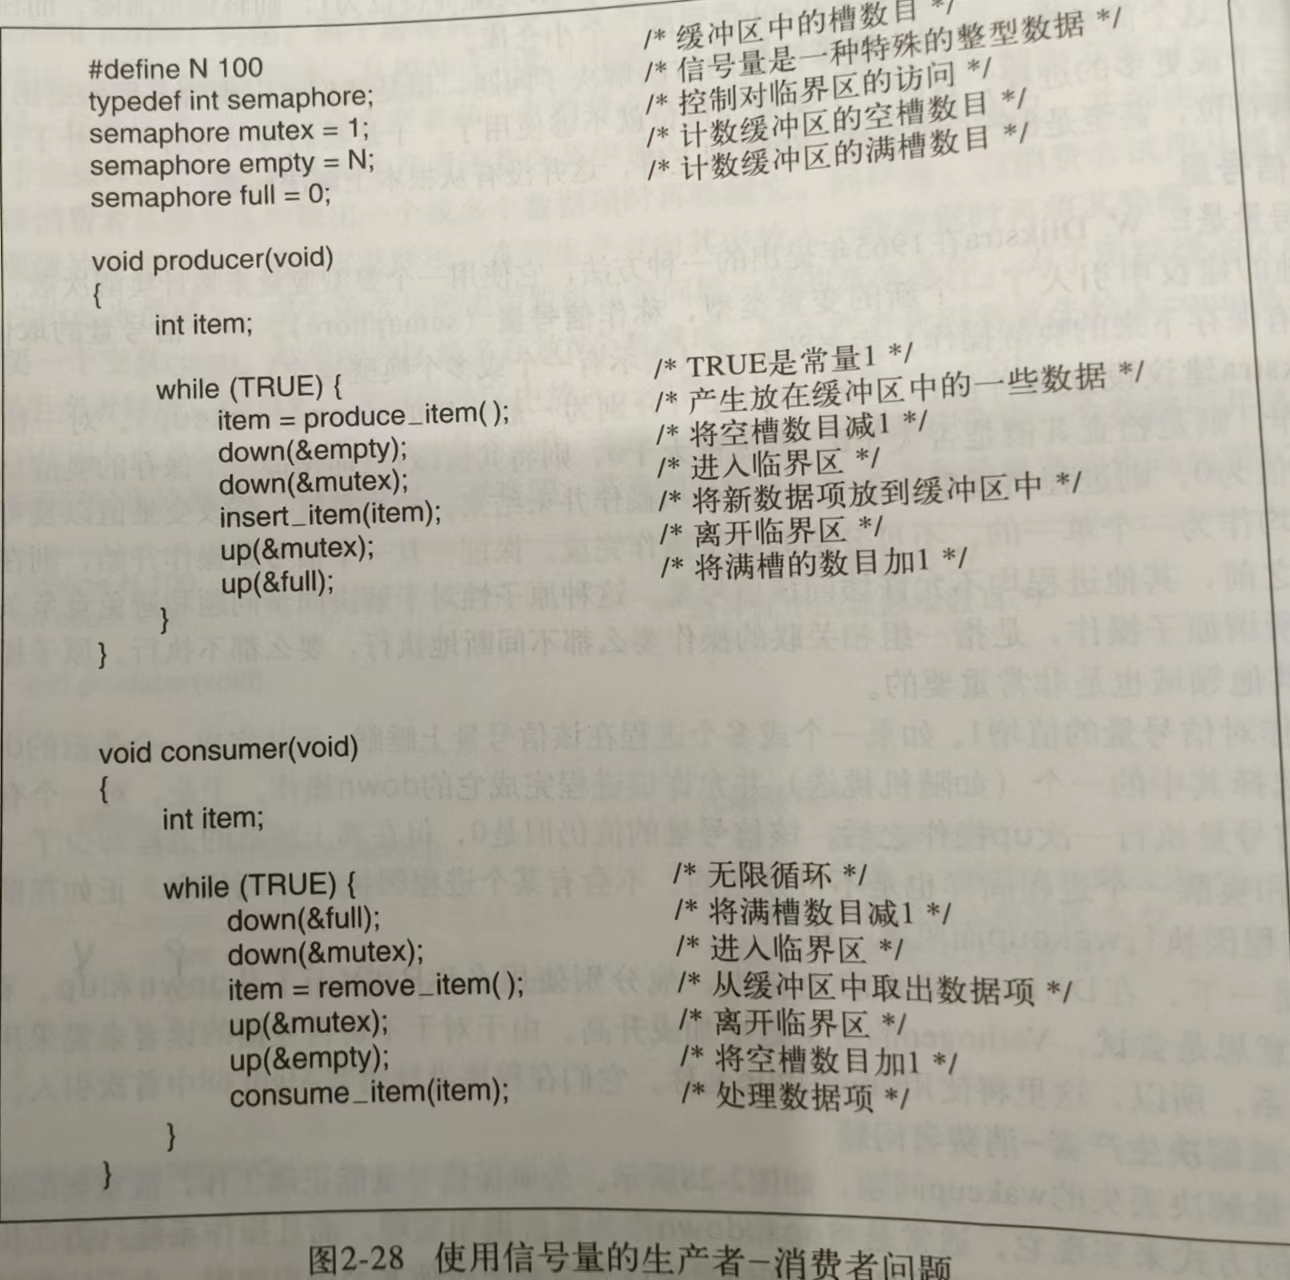 #define N 100 /* 缓冲区中的槽数目 */
typedef int semaphore; /* 信号量是一种特殊的整型数据 */
semaphore mutex = 1; /* 控制对临界区的访问 */
semaphore empty = N; /* 计数缓冲区的空槽数目 */
semaphore full = 0; /* 计数缓冲区的满槽数目 */
void producer(void)
{
int item;
while (TRUE) { /* TRUE是常量1 */
item = produce_item( ); /* 产生放在缓冲区中的一些数据 */
down(&empty); /* 将空槽数目减1 */
down(&mutex); /* 进入临界区 */
insert_item(item); /* 将新数据项放到缓冲区中 */
up(&mutex); /* 离开临界区 */
up(&full); /* 将满槽的数目加1 */
}
}
void consumer(void)
{
int item;
while (TRUE) { /* 无限循环 */
down(&full); /* 将满槽数目减1 */
down(&mutex); /* 进入临界区 */
item = remove_item( ); /* 从缓冲区中取出数据项 */
up(&mutex); /* 离开临界区 */
up(&empty); /* 将空槽数目加1 */
consume_item(item); /* 处理数据项 */
}
}
图2-28 使用信号量的生产者-消费者问题